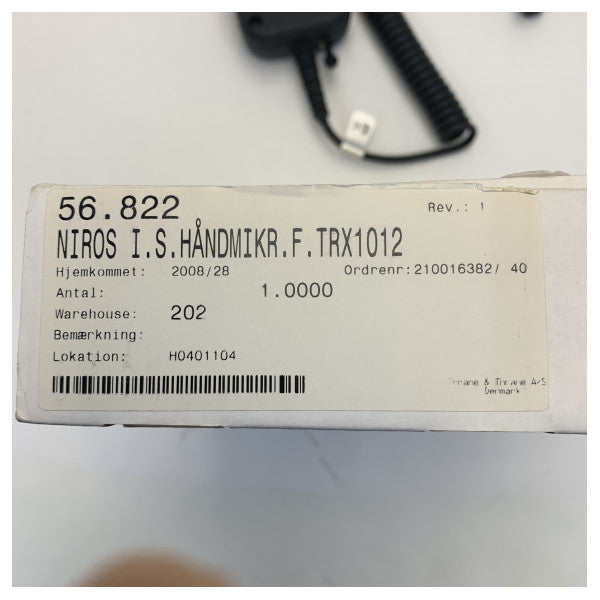 56.822
Rev.: 1
NIROS I.S.HÅNDMIKR.F.TRX1012
Hjemkommet: 2008/28 Ordrenr:210016382/ 40
Antal: 1.0000
Warehouse: 202
Bemærkning:
Lokation: H0401104
Thrane & Thrane A/S
Denmark